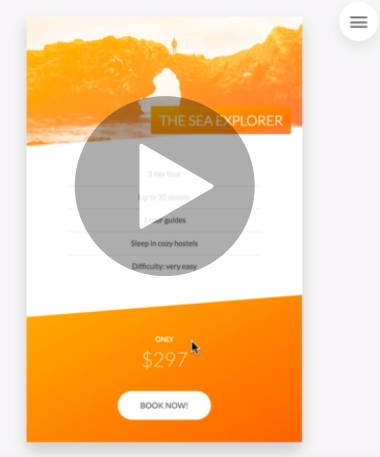 THE SEA EXPLORER
3 day tour
Up to 30 people
2 tour guides
Sleep in cozy hostels
Difficulty: very easy
ONLY
$297
BOOK NOW!